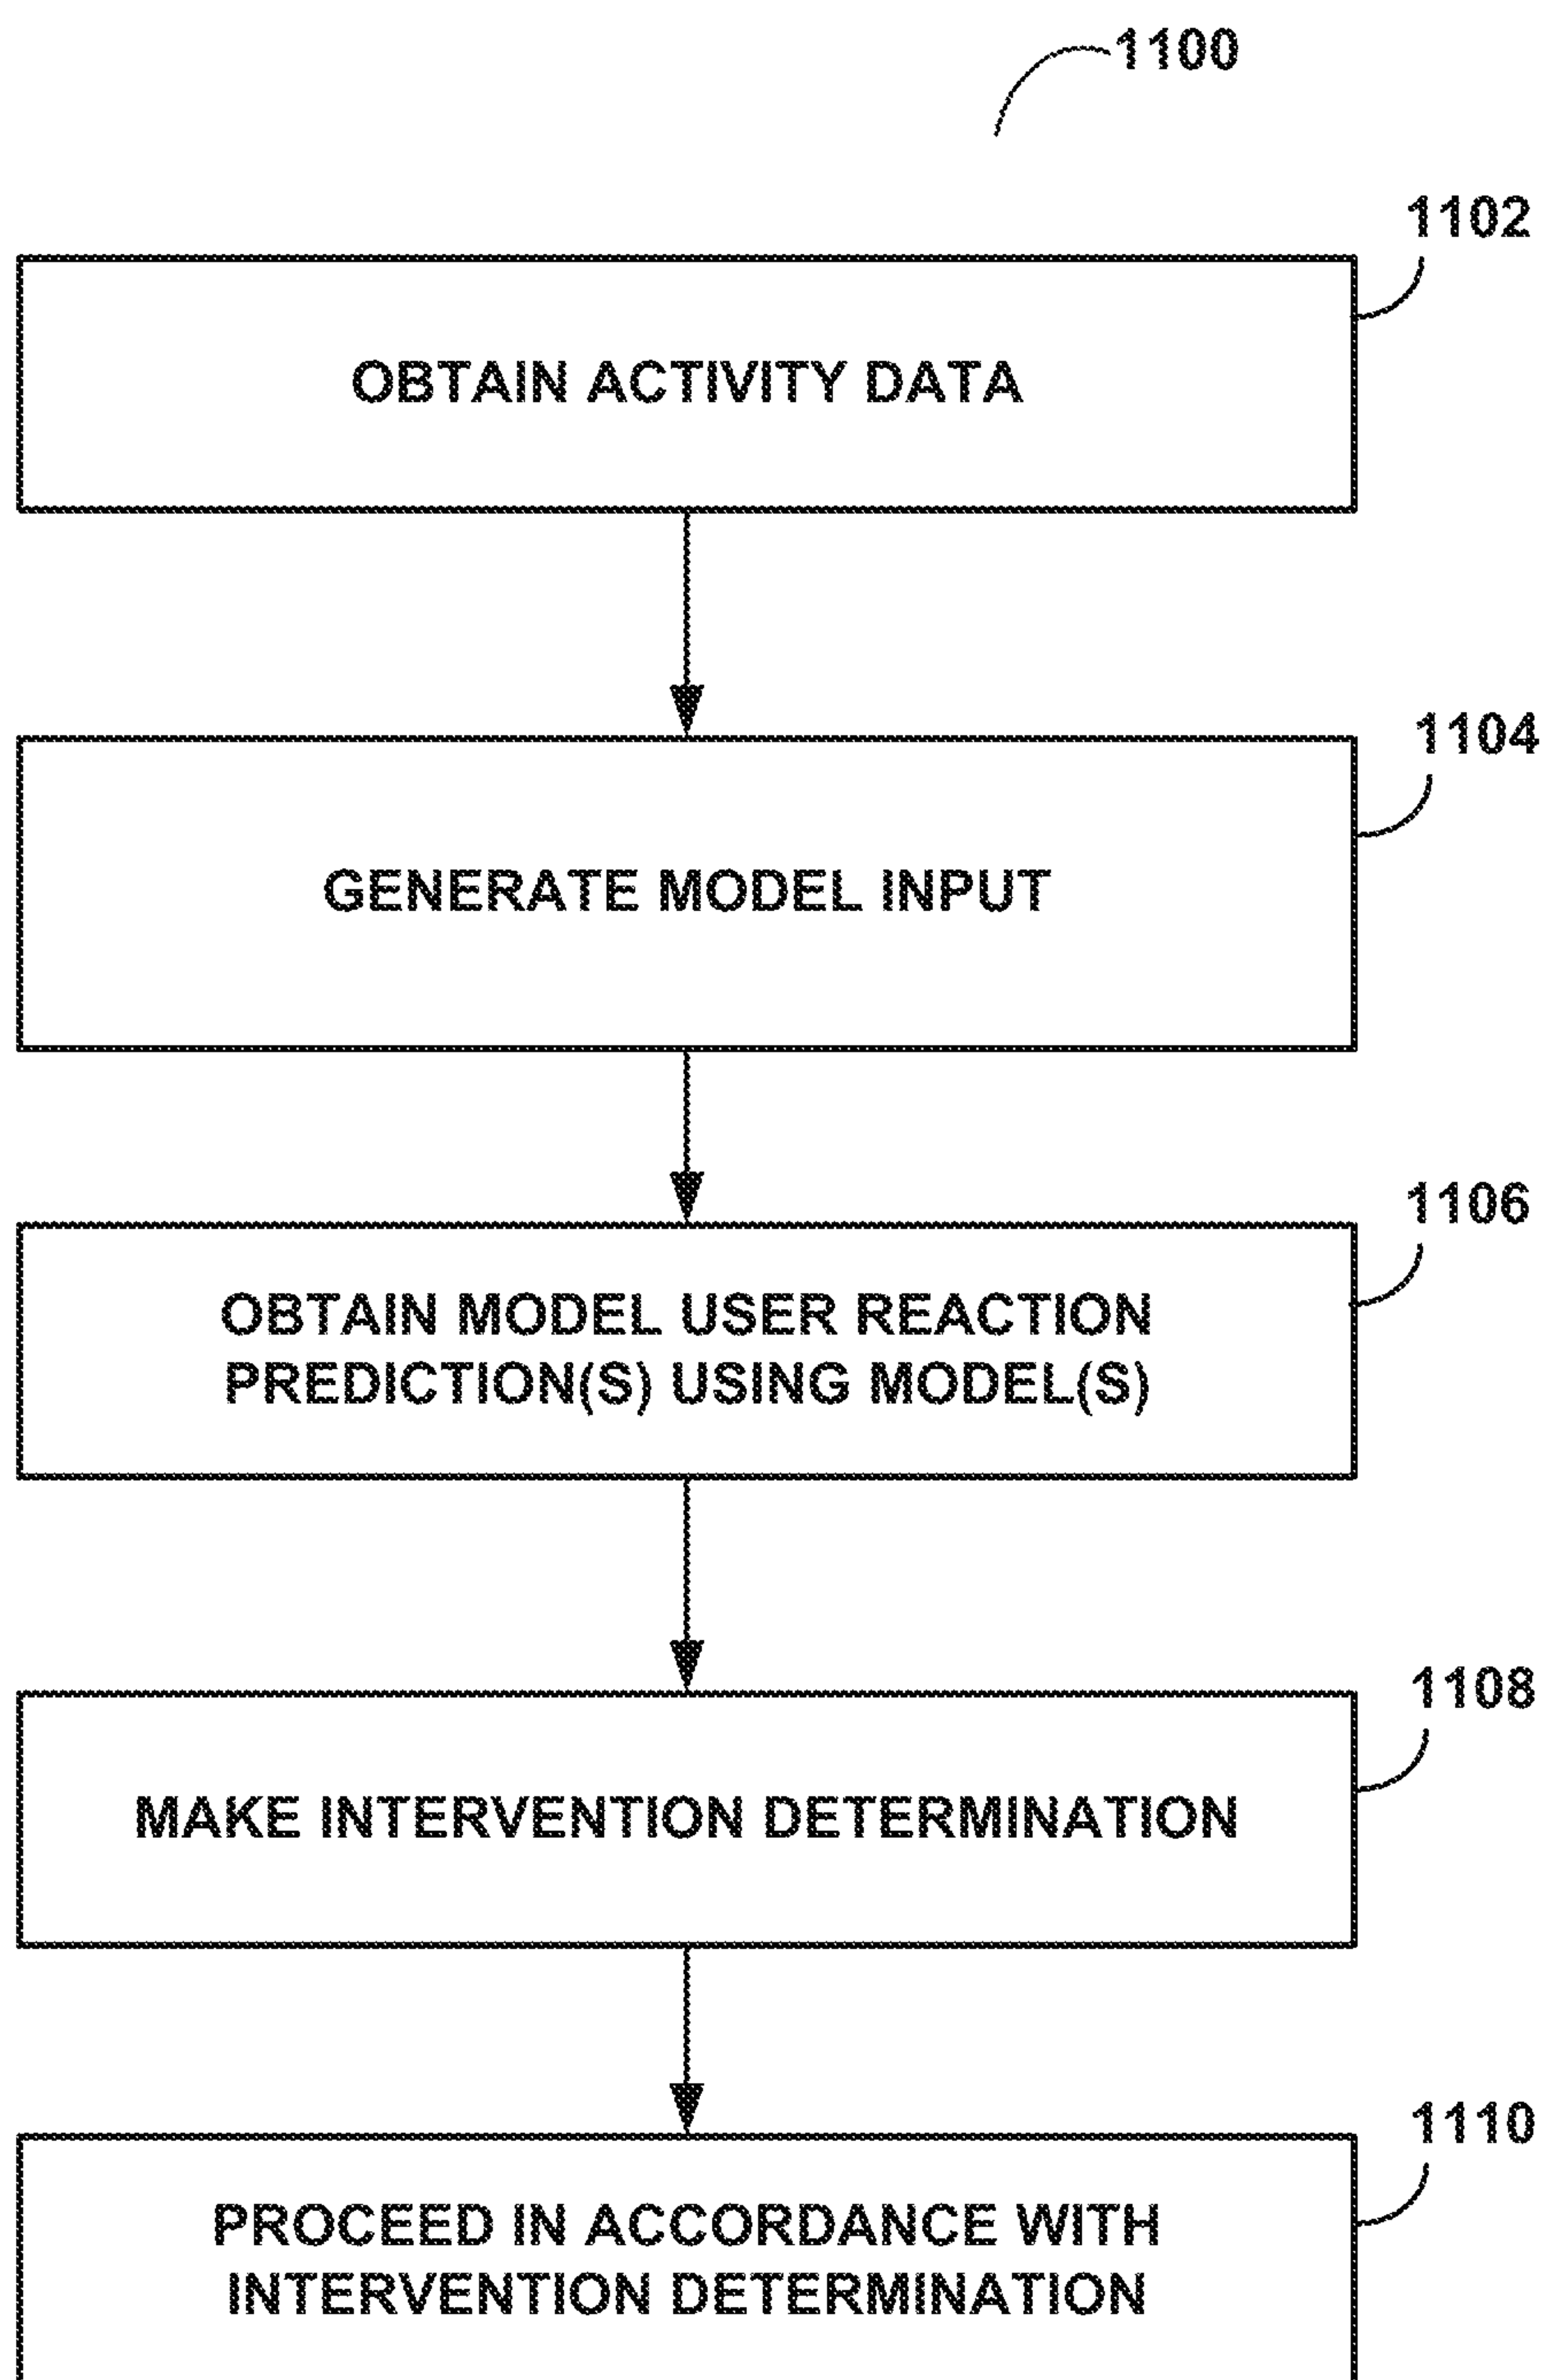 1100
1102
OBTAIN ACTIVITY DATA
1104
GENERATE MODEL INPUT
1106
OBTAIN MODEL USER REACTION
PREDICTION(S) USING MODEL(S)
1108
MAKE INTERVENTION DETERMINATION
1110
PROCEED IN ACCORDANCE WITH
INTERVENTION DETERMINATION